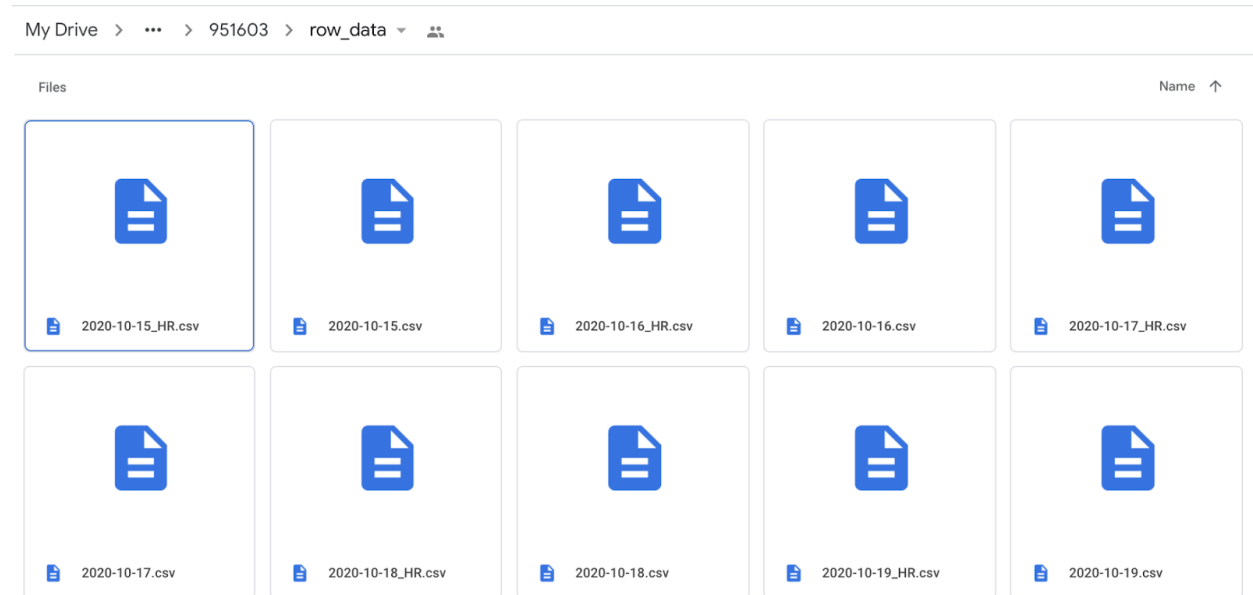 My Drive > ••• > 951603 > row_data
Files Name ↑
2020-10-15_HR.csv 2020-10-15.csv 2020-10-16_HR.csv 2020-10-16.csv 2020-10-17_HR.csv
2020-10-17.csv 2020-10-18_HR.csv 2020-10-18.csv 2020-10-19_HR.csv 2020-10-19.csv